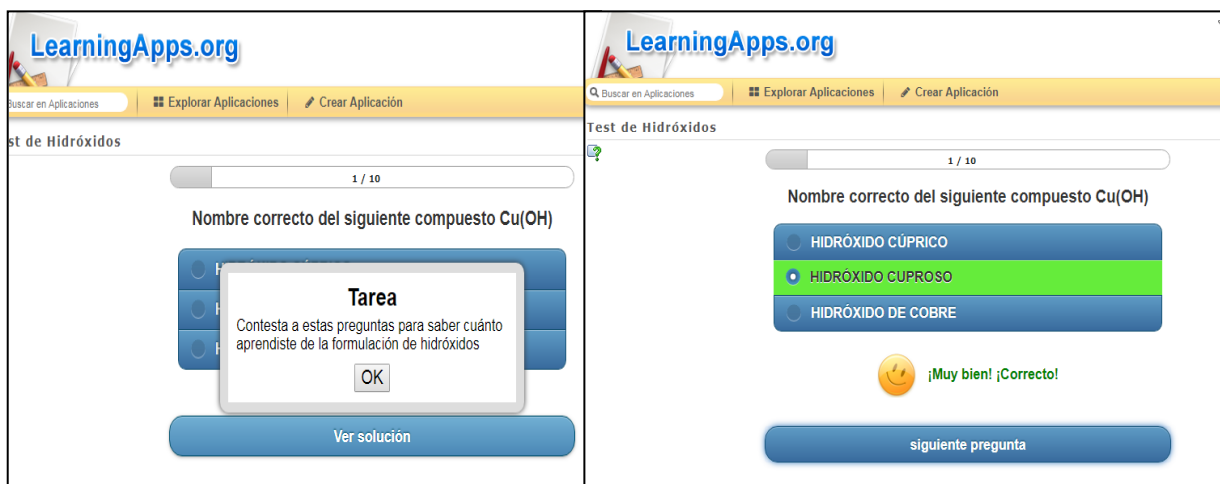 LearningApps.org
Buscar en Aplicaciones Explorar Aplicaciones Crear Aplicación
st de Hidróxidos
1 / 10
Nombre correcto del siguiente compuesto Cu(OH)
Tarea
Contesta a estas preguntas para saber cuánto
aprendiste de la formulación de hidróxidos
OK
Ver solución
LearningApps.org
Buscar en Aplicaciones Explorar Aplicaciones Crear Aplicación
Test de Hidróxidos
1 / 10
Nombre correcto del siguiente compuesto Cu(OH)
HIDRÓXIDO CÚPRICO
HIDRÓXIDO CUPROSO
HIDRÓXIDO DE COBRE
¡Muy bien! ¡Correcto!
siguiente pregunta